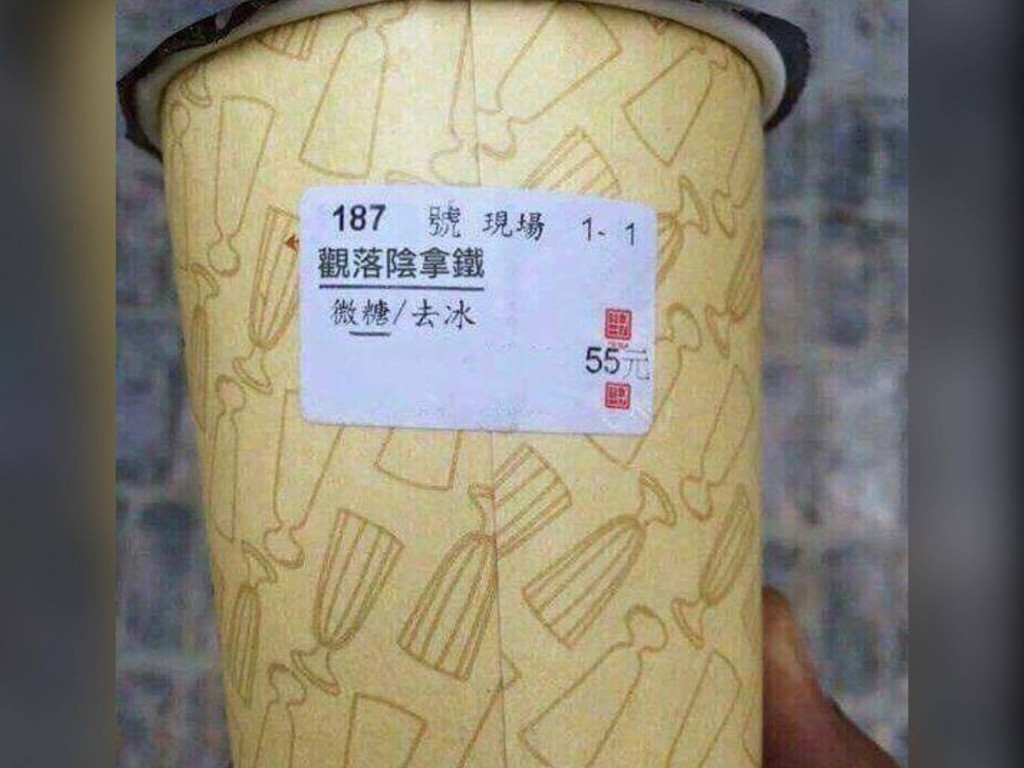 187 號 現場 1- 1
觀落陰拿鐵
微糖/去冰
55元